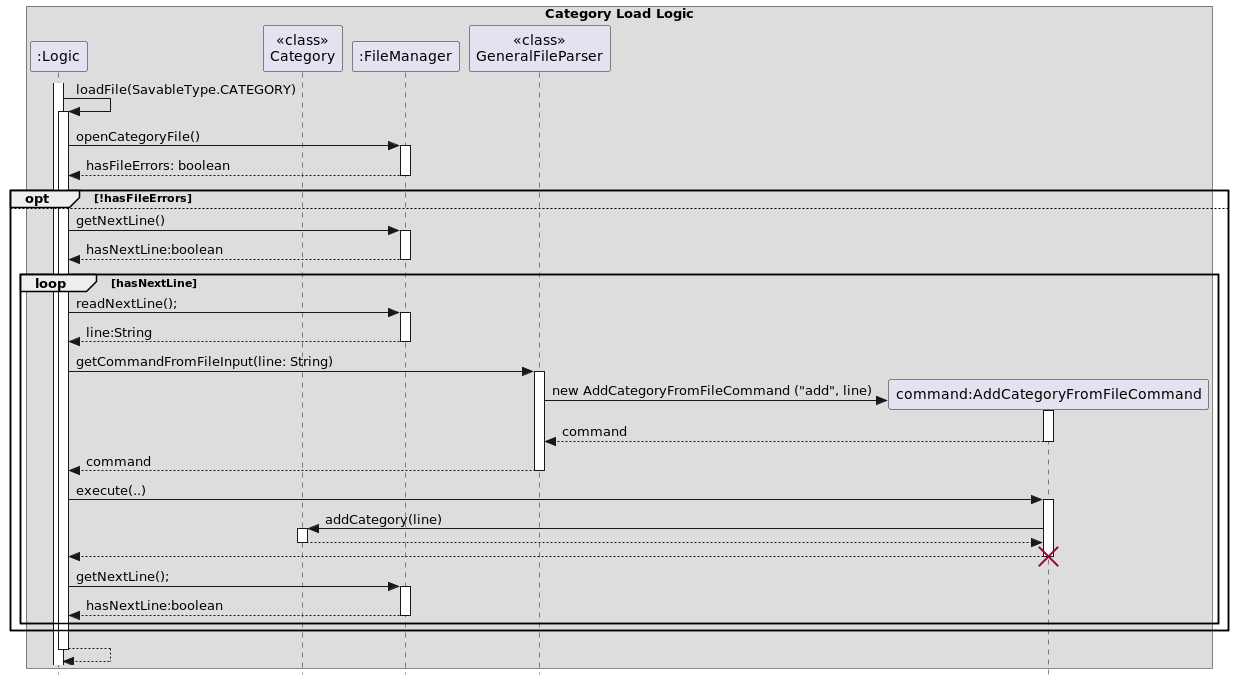 Category Load Logic
:Logic
«class»
Category
:FileManager
«class»
GeneralFileParser
loadFile(SavableType.CATEGORY)
openCategoryFile()
hasFileErrors: boolean
opt
[!hasFileErrors]
getNextLine()
hasNextLine:boolean
loop
[hasNextLine]
readNextLine();
line:String
getCommandFromFileInput(line: String)
new AddCategoryFromFileCommand ("add", line)
command:AddCategoryFromFileCommand
command
command
execute(..)
addCategory(line)
getNextLine();
hasNextLine:boolean